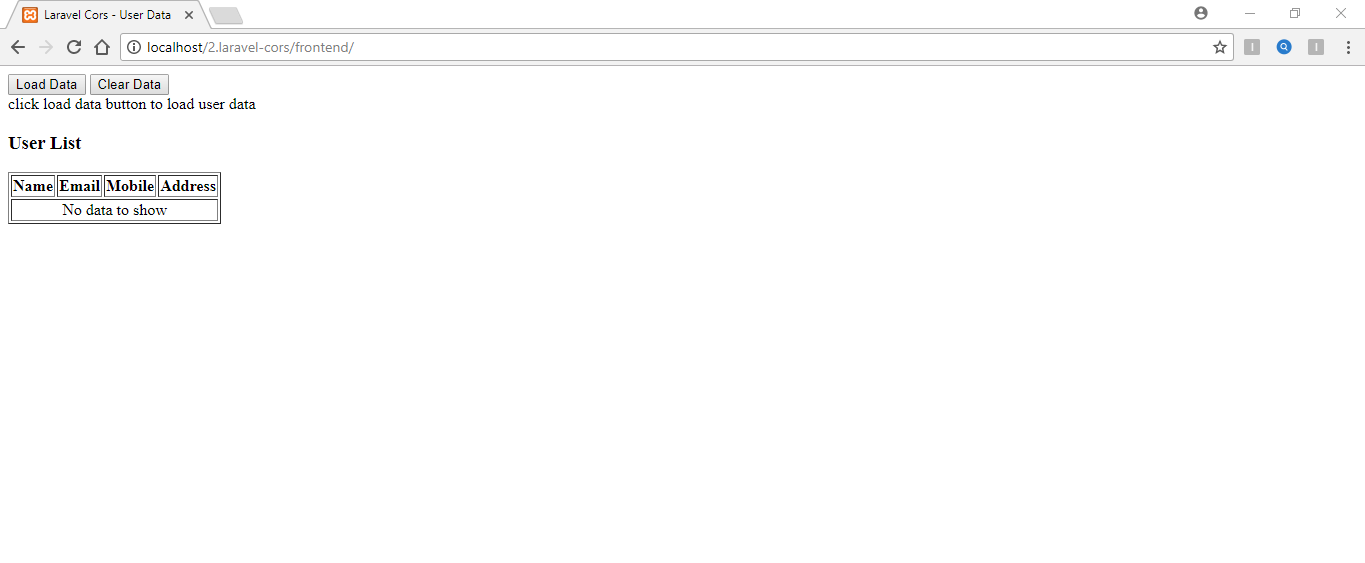 Laravel Cors - User Data
localhost/2.laravel-cors/frontend/
Load Data Clear Data
click load data button to load user data
User List
Name Email Mobile Address
No data to show